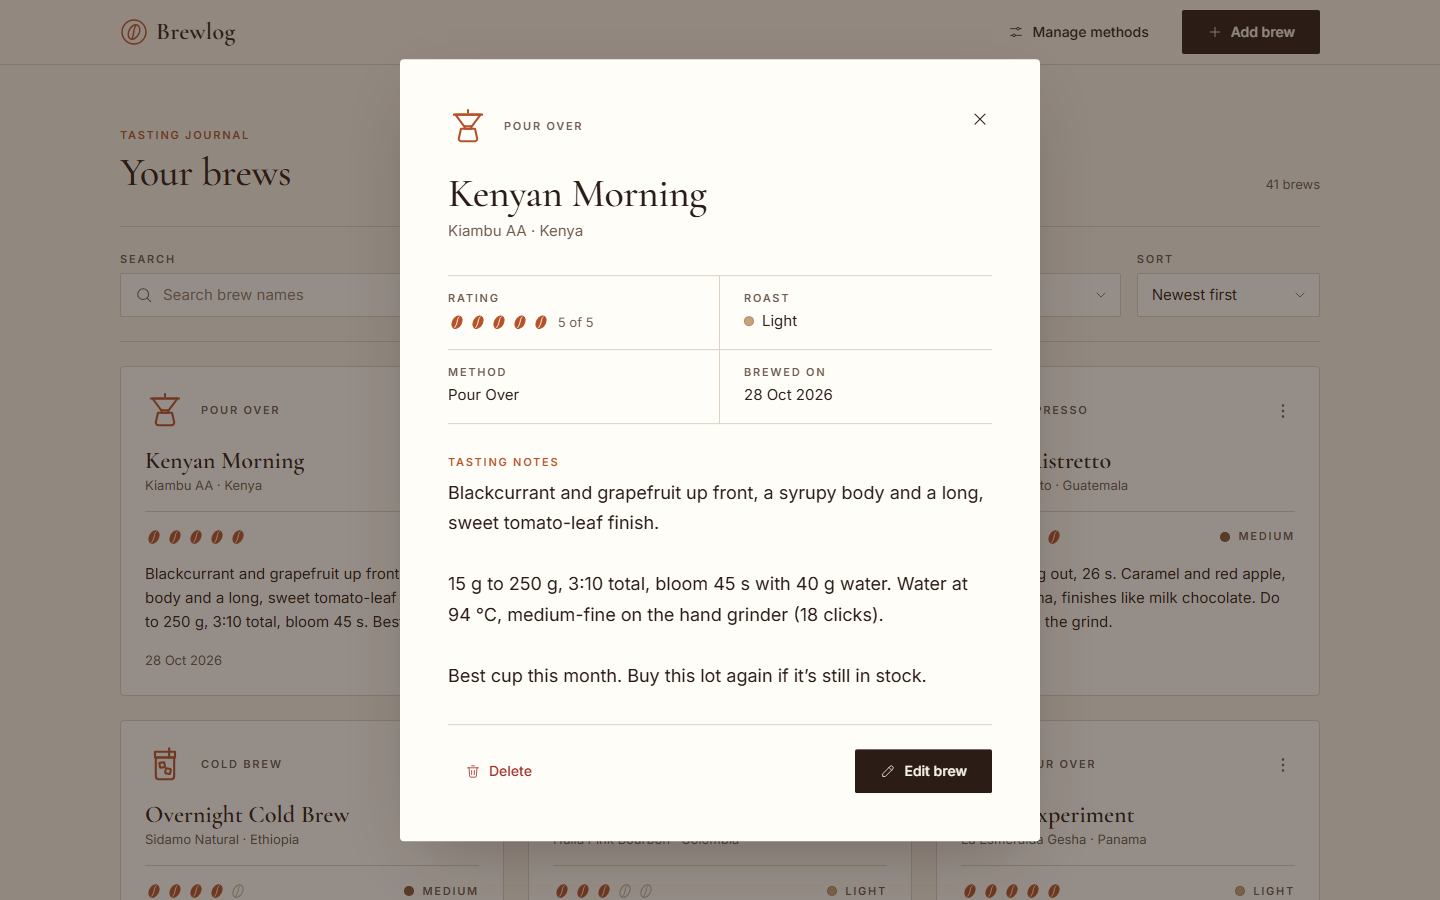 Brewlog
Manage methods
Add brew
TASTING JOURNAL
Your brews
41 brews
SEARCH
Search brew names
SORT
Newest first
POUR OVER
Kenyan Morning
Kiambu AA · Kenya
RATING
5 of 5
ROAST
Light
METHOD
Pour Over
BREWED ON
28 Oct 2026
TASTING NOTES
Blackcurrant and grapefruit up front, a syrupy body and a long,
sweet tomato-leaf finish.
15 g to 250 g, 3:10 total, bloom 45 s with 40 g water. Water at
94 °C, medium-fine on the hand grinder (18 clicks).
Best cup this month. Buy this lot again if it’s still in stock.
Delete
Edit brew
POUR OVER
Kenyan Morning
Kiambu AA · Kenya
Blackcurrant and grapefruit up front
body and a long, sweet tomato-leaf
to 250 g, 3:10 total, bloom 45 s.
28 Oct 2026
· Guatemala
MEDIUM
g out, 26 s. Caramel and red apple,
finishes like milk chocolate. Do
the grind.
COLD BREW
Overnight Cold Brew
Sidamo Natural · Ethiopia
MEDIUM
LIGHT
OVER
La Esmeralda Gesha · Panama
LIGHT